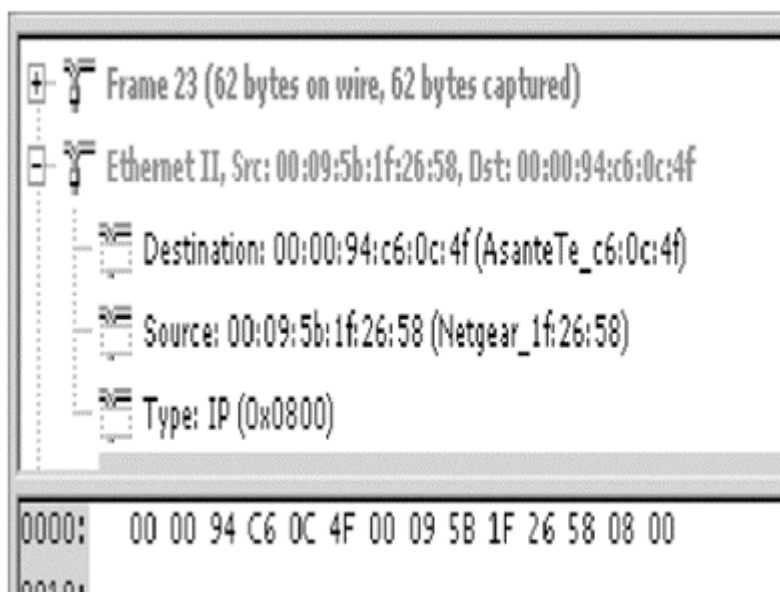 Frame 23 (62 bytes on wire, 62 bytes captured)
Ethernet II, Src: 00:09:5b:1f:26:58, Dst: 00:00:94:c6:0c:4f
Destination: 00:00:94:c6:0c:4f (AsanteTe_c6:0c:4f)
Source: 00:09:5b:1f:26:58 (Netgear_1f:26:58)
Type: IP (0x0800)
0000: 00 00 94 C6 0C 4F 00 09 5B 1F 26 58 08 00
0010: